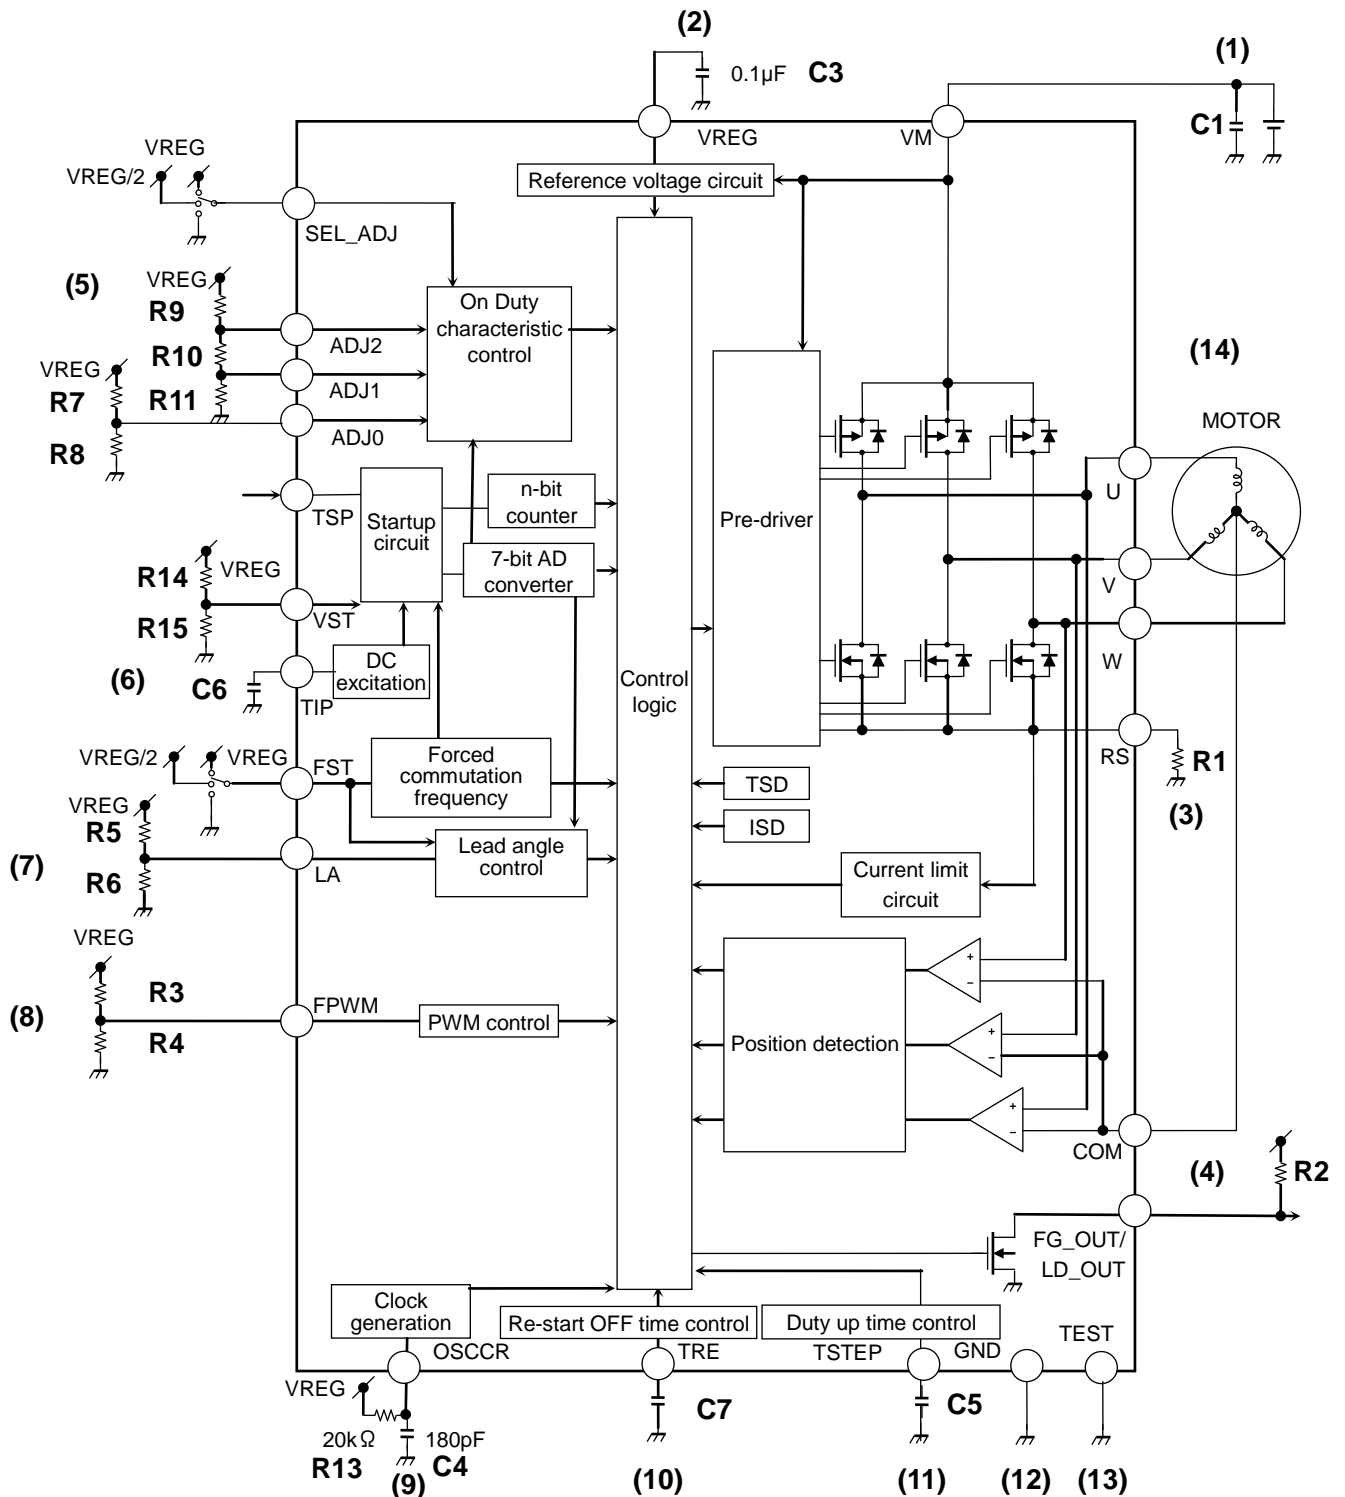 (2)
(1)
0.1μF C3
C1
VREG
VM
VREG
VREG/2
Reference voltage circuit
SEL_ADJ
(5)
VREG
R9
On Duty
characteristic
control
ADJ2
R10
VREG
R7
R11
ADJ1
ADJ0
R8
(14)
MOTOR
U
TSP
Startup
circuit
n-bit
counter
Pre-driver
7-bit AD
converter
R14
VREG
V
VST
R15
W
DC
excitation
(6)
C6
TIP
Control
logic
VREG/2
VREG
FST
Forced
commutation
frequency
RS
R1
TSD
(3)
VREG
R5
ISD
Lead angle
control
(7)
R6
LA
Current limit
circuit
VREG
R3
FPWM
+
−
(8)
R4
PWM control
+
−
Position detection
+
−
COM
(4)
R2
FG_OUT/
LD_OUT
Clock
generation
Re-start OFF time control
Duty up time control
TEST
OSCCR
TRE
TSTEP
GND
VREG
C7
C5
20kΩ
180pF
R13
C4
(9)
(10)
(11)
(12)
(13)